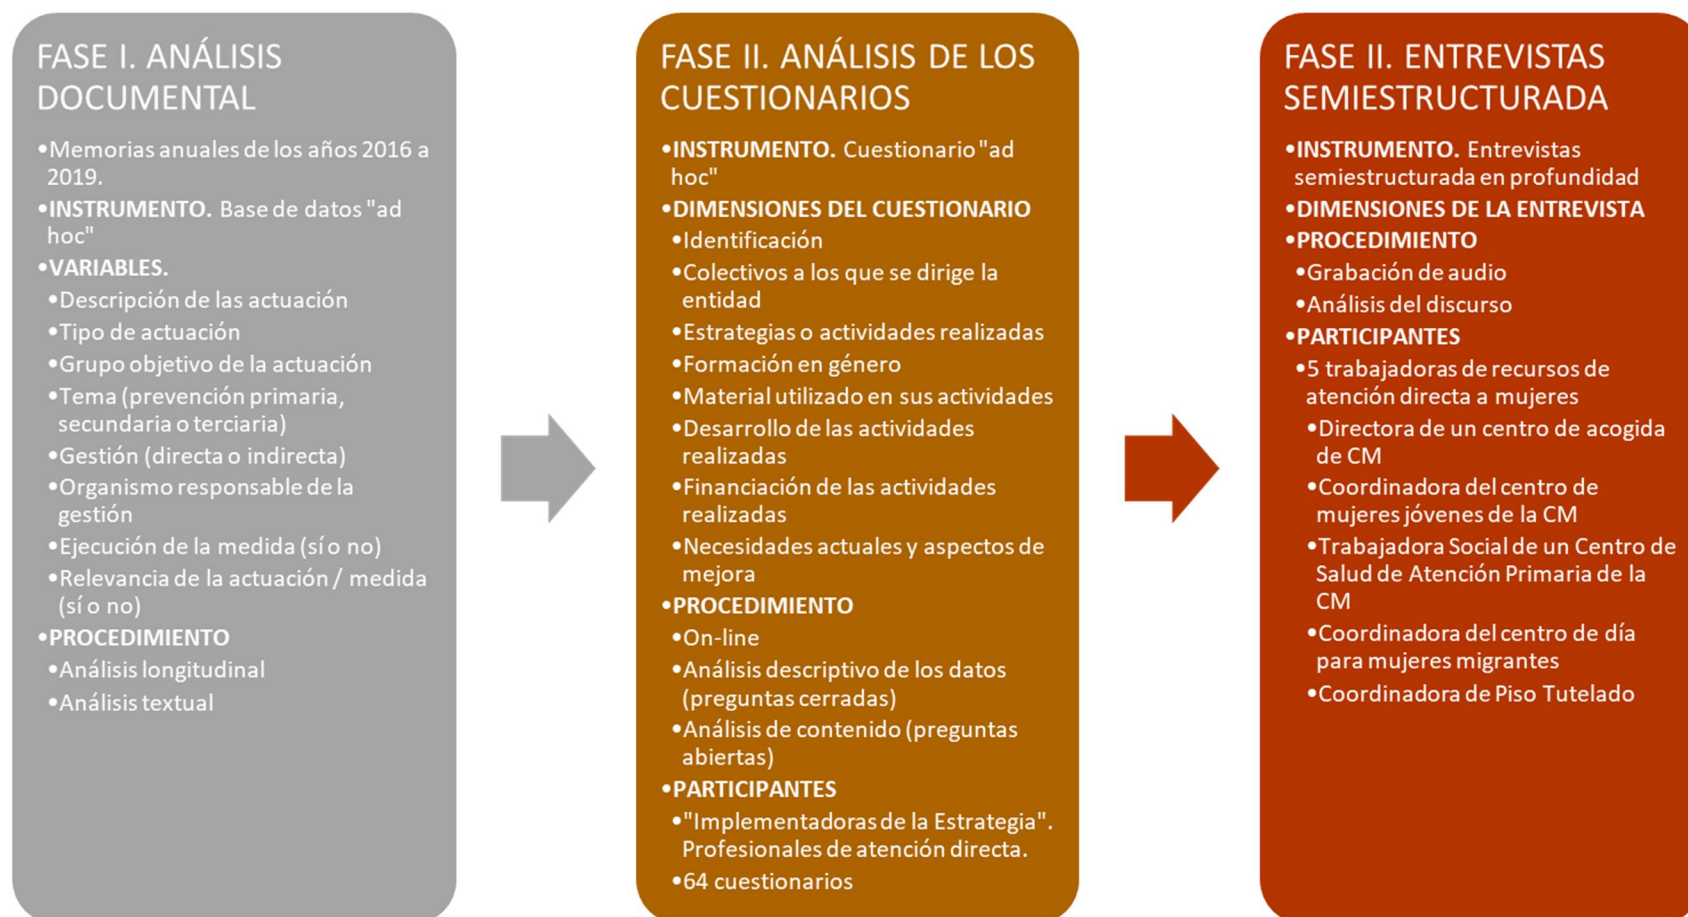 FASE I. ANÁLISIS
DOCUMENTAL
•Memorias anuales de los años 2016 a
2019.
•INSTRUMENTO. Base de datos "ad
hoc"
•VARIABLES.
•Descripción de las actuación
•Tipo de actuación
•Grupo objetivo de la actuación
•Tema (prevención primaria,
secundaria o terciaria)
•Gestión (directa o indirecta)
•Organismo responsable de la
gestión
•Ejecución de la medida (sí o no)
•Relevancia de la actuación / medida
(sí o no)
•PROCEDIMIENTO
•Análisis longitudinal
•Análisis textual
FASE II. ANÁLISIS DE LOS
CUESTIONARIOS
•INSTRUMENTO. Cuestionario "ad
hoc"
•DIMENSIONES DEL CUESTIONARIO
•Identificación
•Colectivos a los que se dirige la
entidad
•Estrategias o actividades realizadas
•Formación en género
•Material utilizado en sus actividades
•Desarrollo de las actividades
realizadas
•Financiación de las actividades
realizadas
•Necesidades actuales y aspectos de
mejora
•PROCEDIMIENTO
•On-line
•Análisis descriptivo de los datos
(preguntas cerradas)
•Análisis de contenido (preguntas
abiertas)
•PARTICIPANTES
•"Implementadoras de la Estrategia".
Profesionales de atención directa.
•64 cuestionarios
FASE II. ENTREVISTAS
SEMIESTRUCTURADA
•INSTRUMENTO. Entrevistas
semiestructurada en profundidad
•DIMENSIONES DE LA ENTREVISTA
•PROCEDIMIENTO
•Grabación de audio
•Análisis del discurso
•PARTICIPANTES
•5 trabajadoras de recursos de
atención directa a mujeres
•Directora de un centro de acogida
de CM
•Coordinadora del centro de
mujeres jóvenes de la CM
•Trabajadora Social de un Centro de
Salud de Atención Primaria de la
CM
•Coordinadora del centro de día
para mujeres migrantes
•Coordinadora de Piso Tutelado